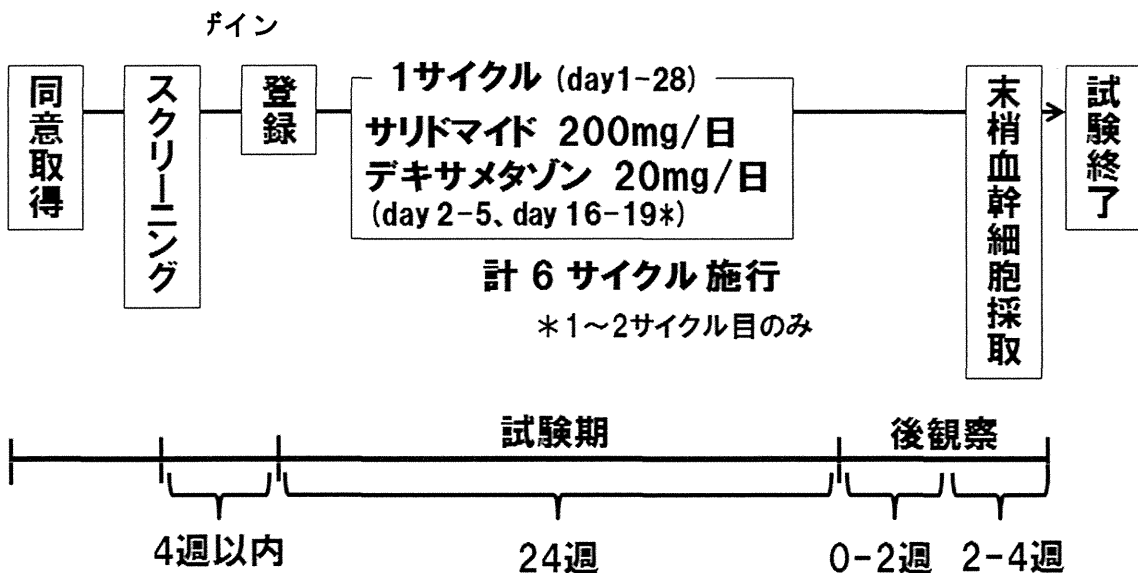 ザイン
同意取得
スクリーニング
登録
1サイクル (day1-28)
サリドマイド 200mg/日
デキサメタゾン 20mg/日
(day 2-5、day 16-19*)
計 6 サイクル 施行
*1~2サイクル目のみ
末梢血幹細胞採取
試験終了
試験期
後観察
4週以内
24週
0-2週
2-4週